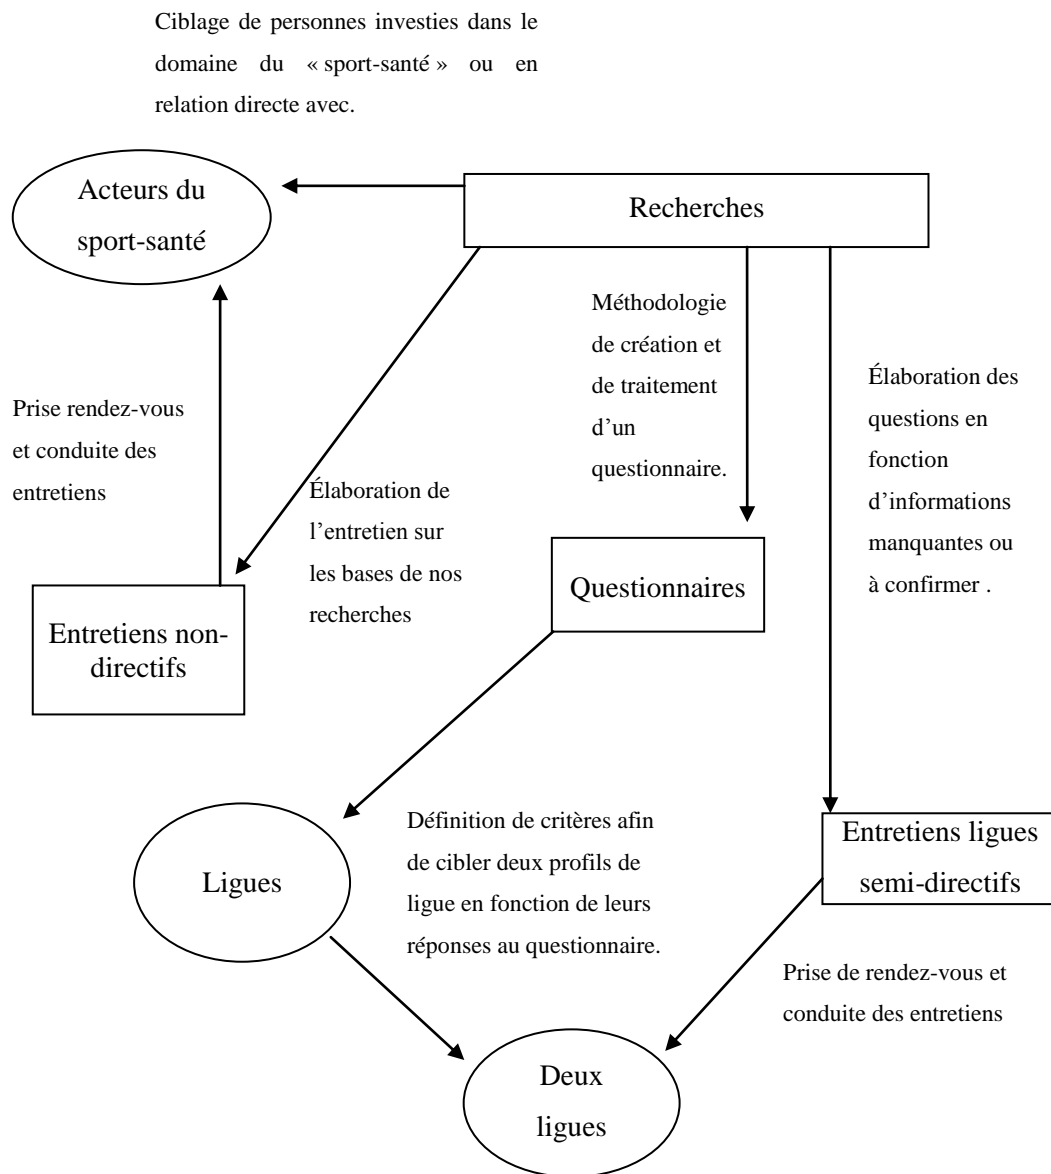 Ciblage de personnes investies dans le
domaine du « sport-santé » ou en
relation directe avec.
Acteurs du
sport-santé
Recherches
Méthodologie
de création et
de traitement
d’un
questionnaire.
Élaboration des
questions en
fonction
d’informations
manquantes ou
à confirmer .
Prise rendez-vous
et conduite des
entretiens
Élaboration de
l’entretien sur
les bases de nos
recherches
Questionnaires
Entretiens non-
directifs
Ligues
Définition de critères afin
de cibler deux profils de
ligue en fonction de leurs
réponses au questionnaire.
Entretiens ligues
semi-directifs
Prise de rendez-vous et
conduite des entretiens
Deux
ligues